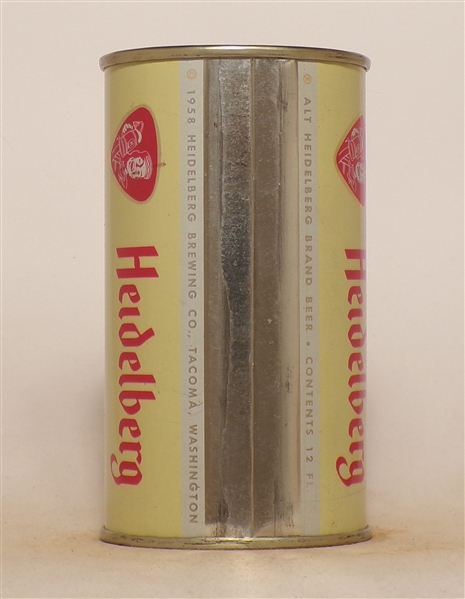 Heidelberg
© 1958 HEIDELBERG BREWING CO., TACOMA, WASHINGTON
© ALT HEIDELBERG BRAND BEER • CONTENTS 12 FL
Heidelberg